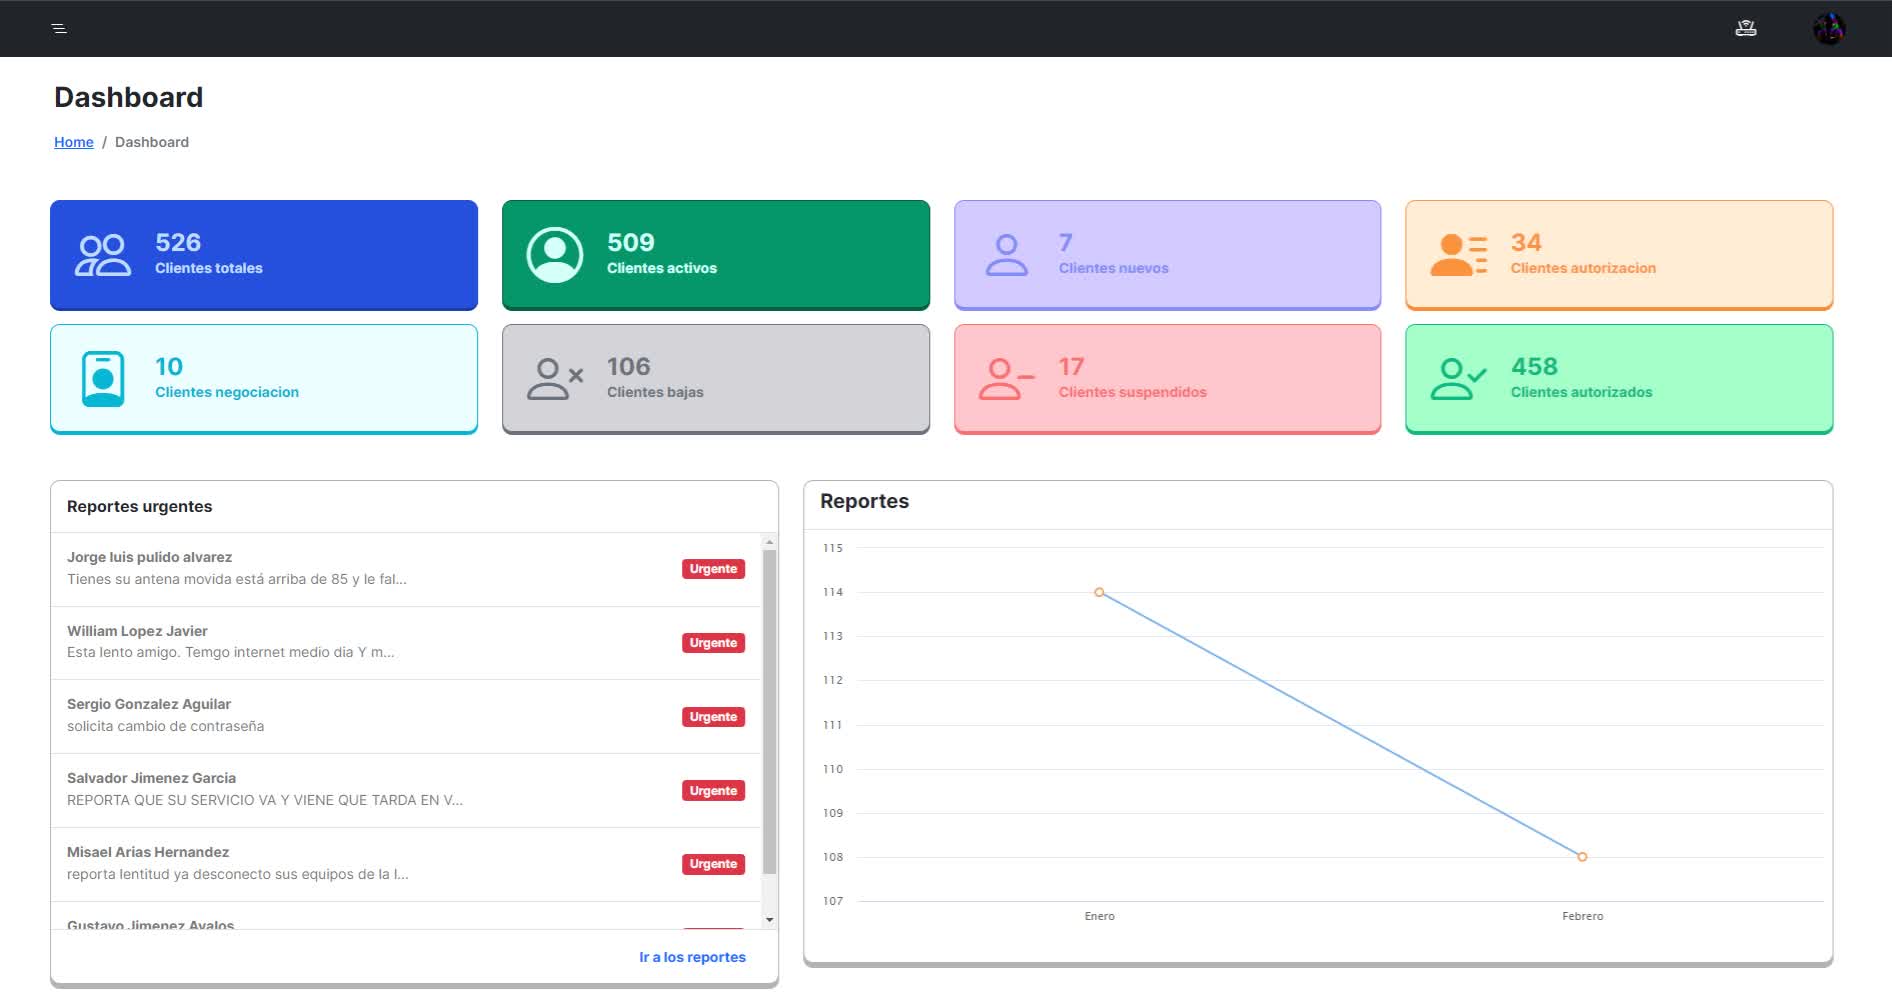 Dashboard
Home / Dashboard
526
Clientes totales
509
Clientes activos
7
Clientes nuevos
34
Clientes autorizacion
10
Clientes negociacion
106
Clientes bajas
17
Clientes suspendidos
458
Clientes autorizados
Reportes urgentes
Jorge luis pulido alvarez
Tienes su antena movida está arriba de 85 y le fal...
Urgente
William Lopez Javier
Esta lento amigo. Temgo internet medio dia Y m...
Urgente
Sergio Gonzalez Aguilar
solicita cambio de contraseña
Urgente
Salvador Jimenez Garcia
REPORTA QUE SU SERVICIO VA Y VIENE QUE TARDA EN V...
Urgente
Misael Arias Hernandez
reporta lentitud ya desconecto sus equipos de la l...
Urgente
Gustavo Jimenez Avalos
Ir a los reportes
Reportes
115
114
113
112
111
110
109
108
107
Enero
Febrero